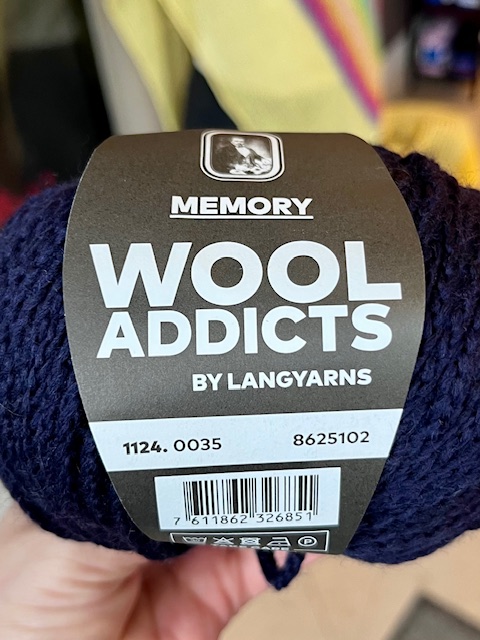 MEMORY
WOOL
ADDICTS
BY LANGYARNS
1124. 0035 8625102
7 611862 326851